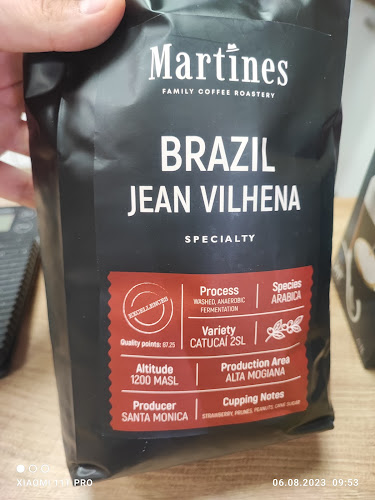 Martines
FAMILY COFFEE ROASTERY
BRAZIL
JEAN VILHENA
SPECIALTY
EXCELLENCES
Quality points: 87.25
Process
WASHED, ANAEROBIC
FERMENTATION
Species
ARABICA
Variety
CATUCAÍ 2SL
Altitude
1200 MASL
Production Area
ALTA MOGIANA
Producer
SANTA MONICA
Cupping Notes
STRAWBERRY, PRUNES, PEANUTS, CANE SUGAR
XIAOMI 11T PRO
06.08.2023 09:53